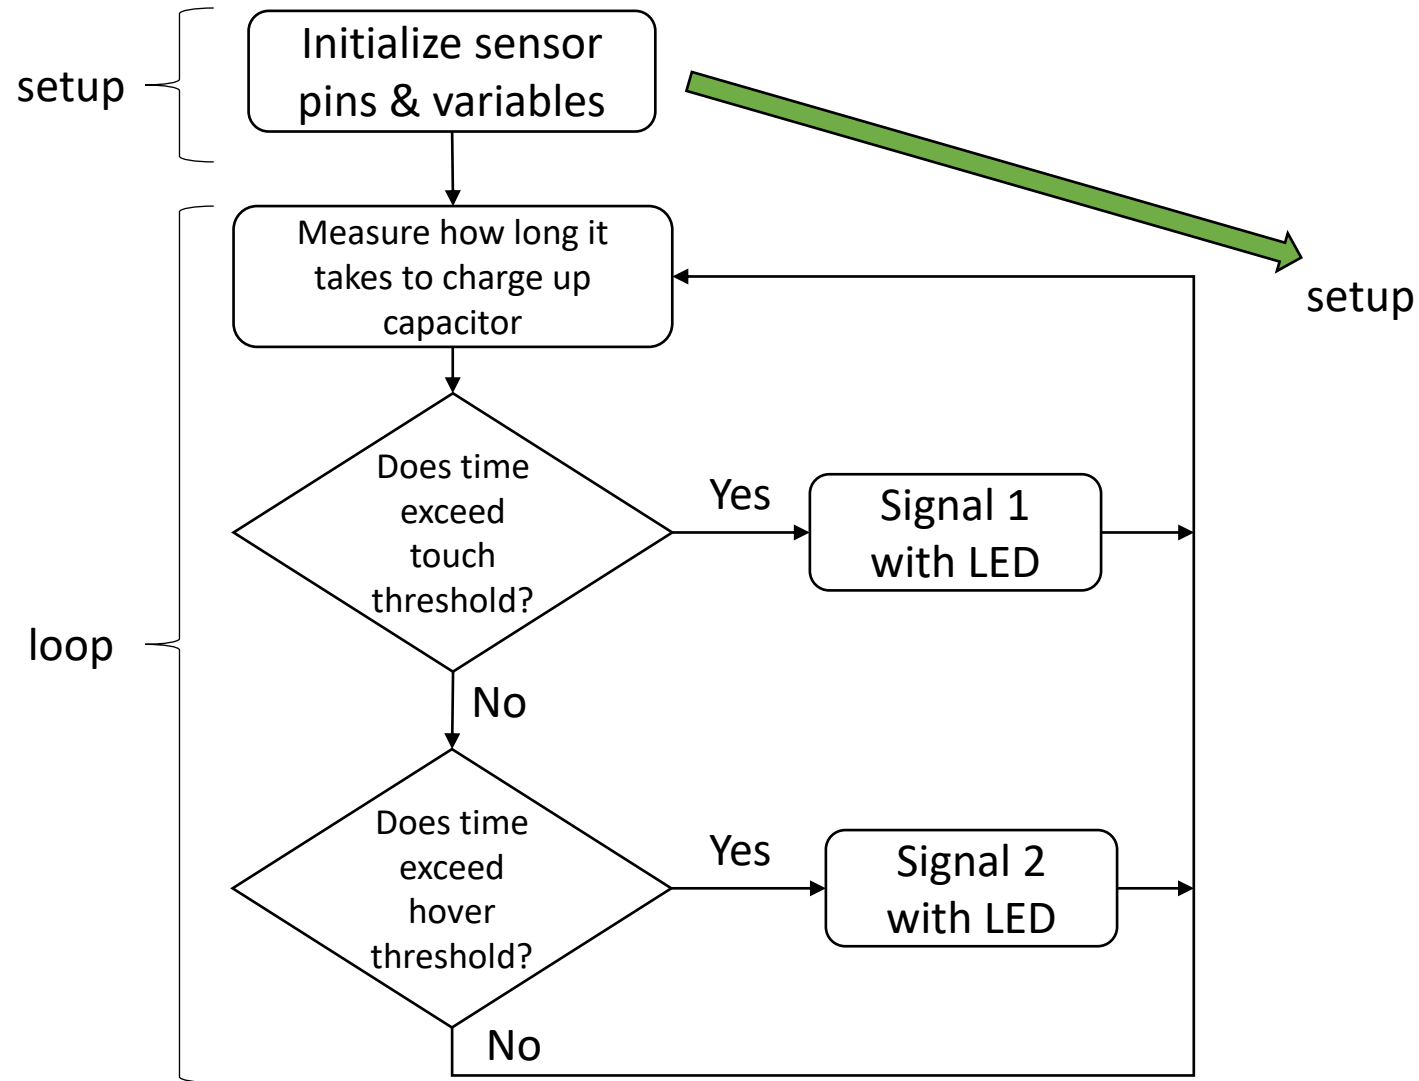 setup
Initialize sensor
pins & variables
Measure how long it
takes to charge up
capacitor
setup
Does time
exceed
touch
threshold?
Yes
Signal 1
with LED
loop
No
Does time
exceed
hover
threshold?
Yes
Signal 2
with LED
No